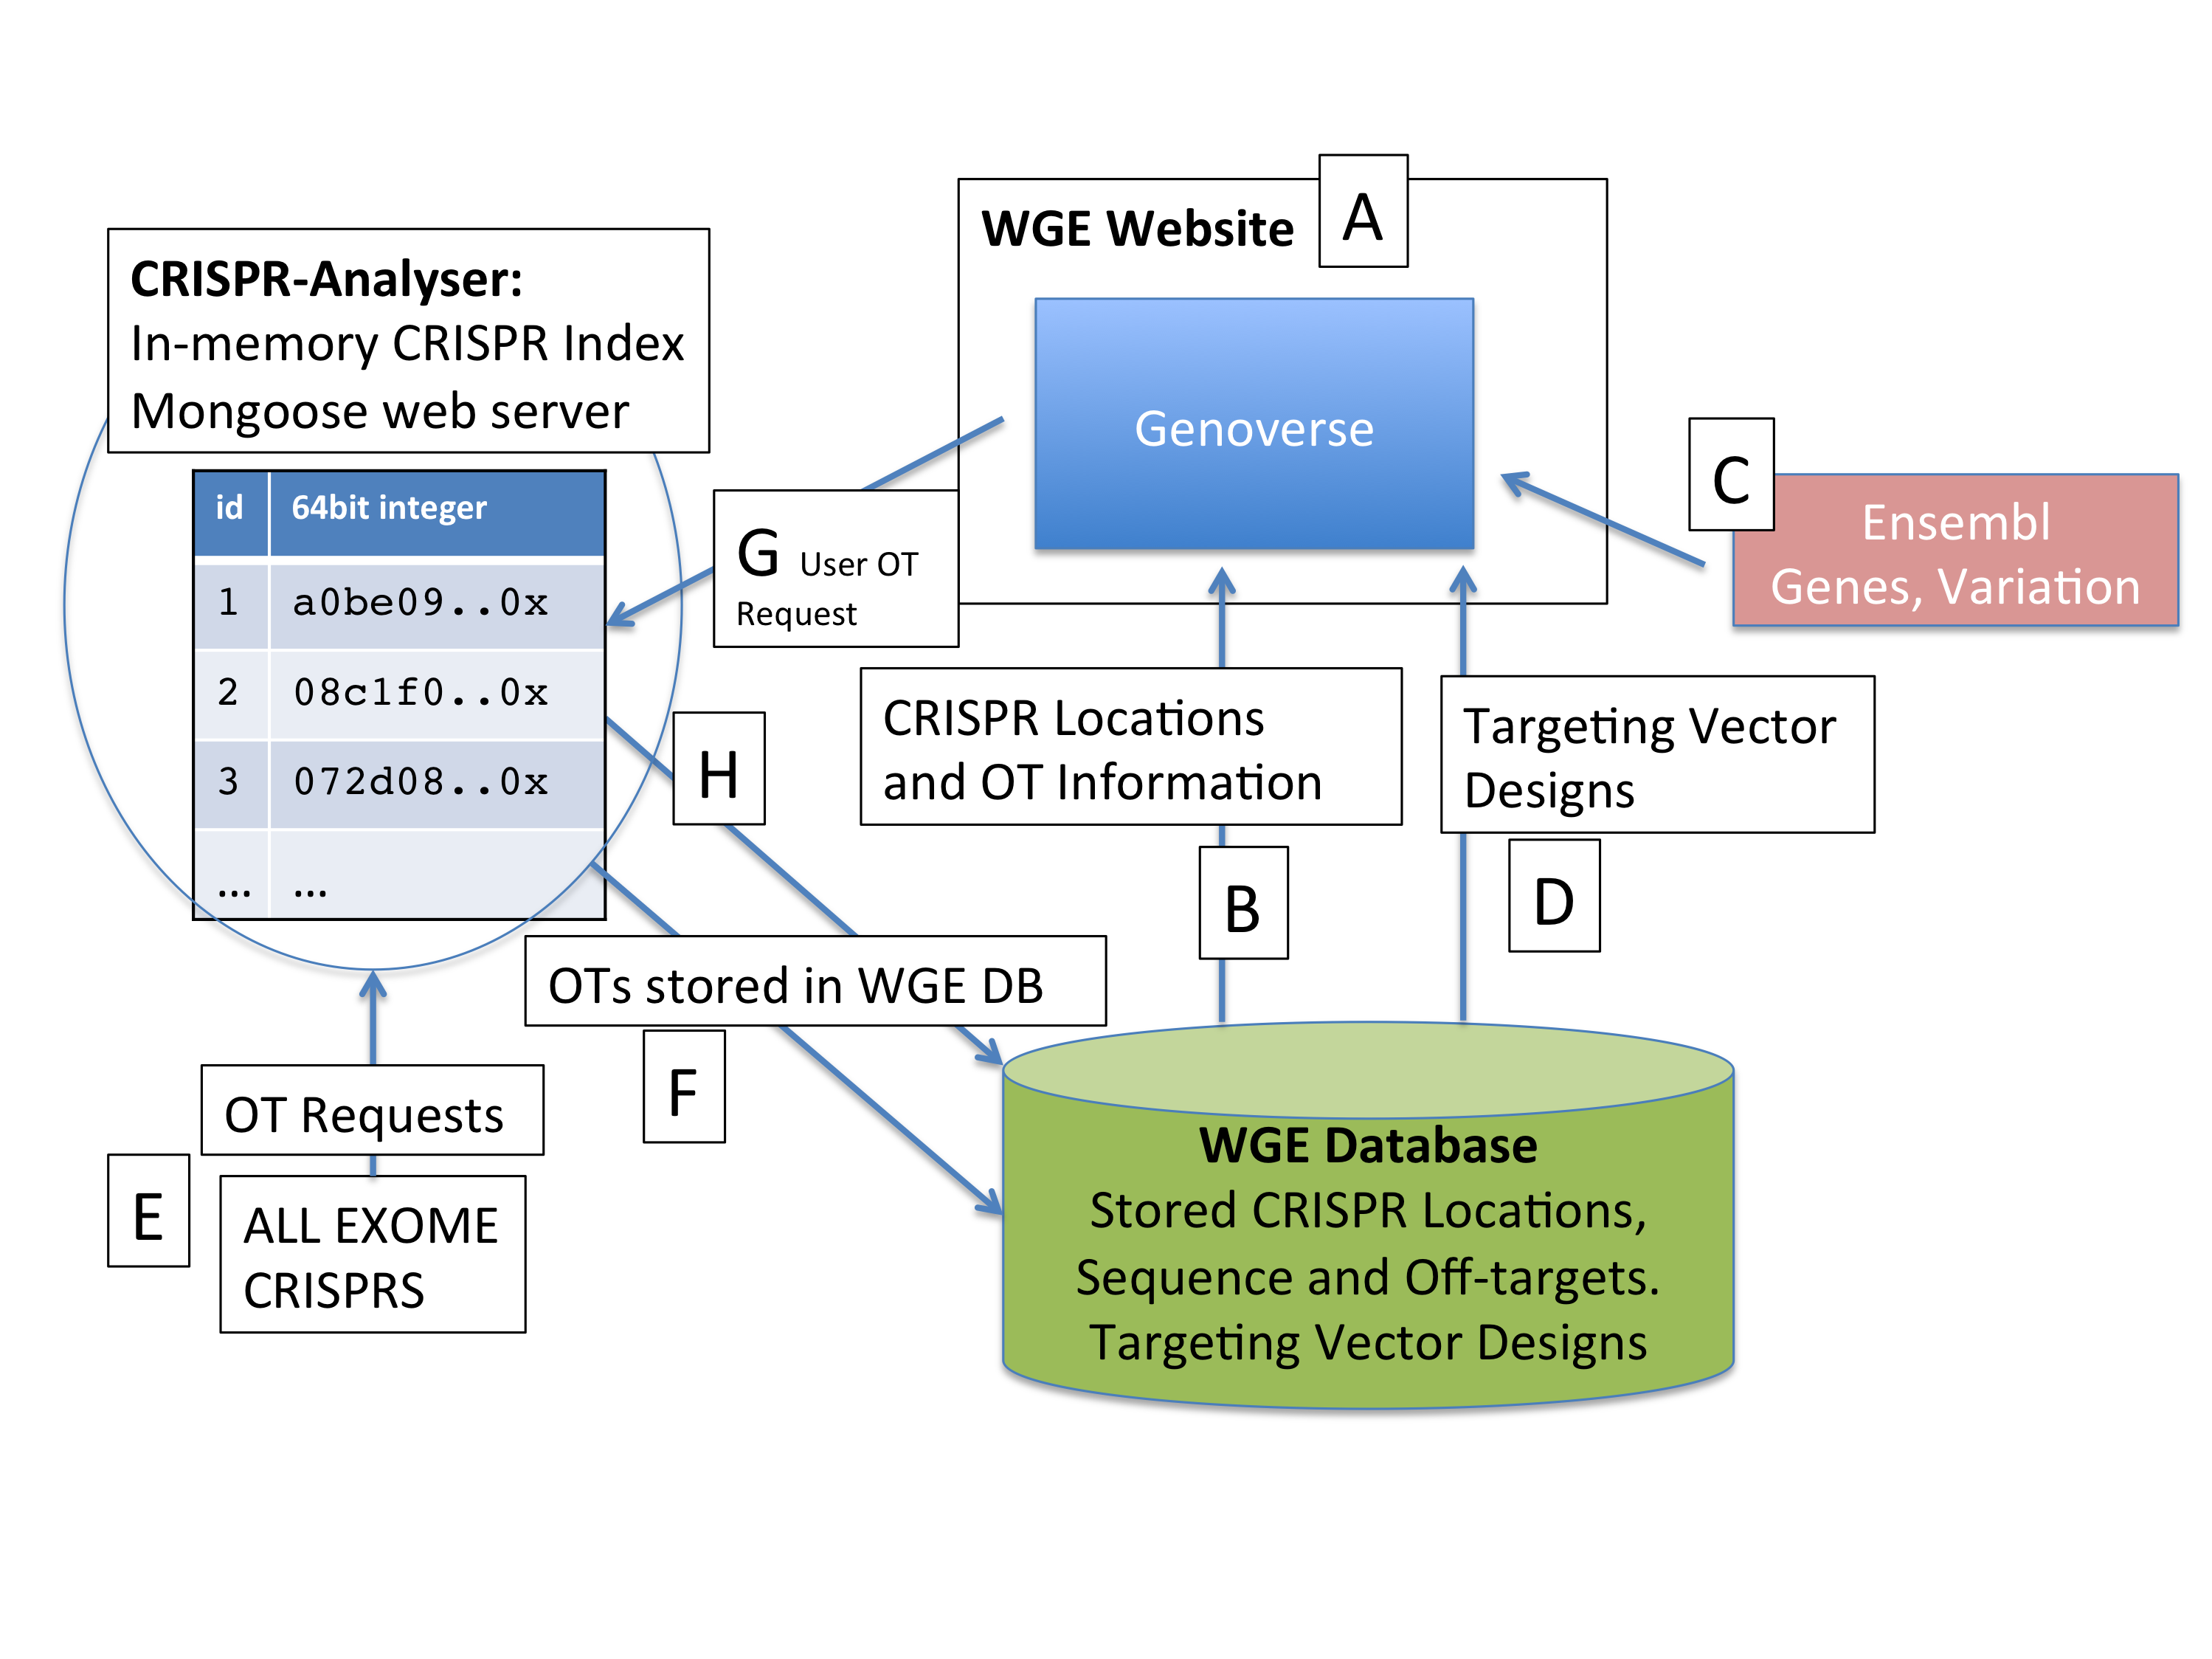 WGE Website
A
CRISPR-Analyser:
In-memory CRISPR Index
Mongoose web server
Genoverse
C
Ensembl
Genes, Variation
id 64bit integer
1 a0be09..0x
2 08c1f0..0x
3 072d08..0x
... ...
G User OT
Request
H
CRISPR Locations
and OT Information
Targeting Vector
Designs
B
D
OTs stored in WGE DB
F
OT Requests
E
ALL EXOME
CRISPRS
WGE Database
Stored CRISPR Locations,
Sequence and Off-targets.
Targeting Vector Designs